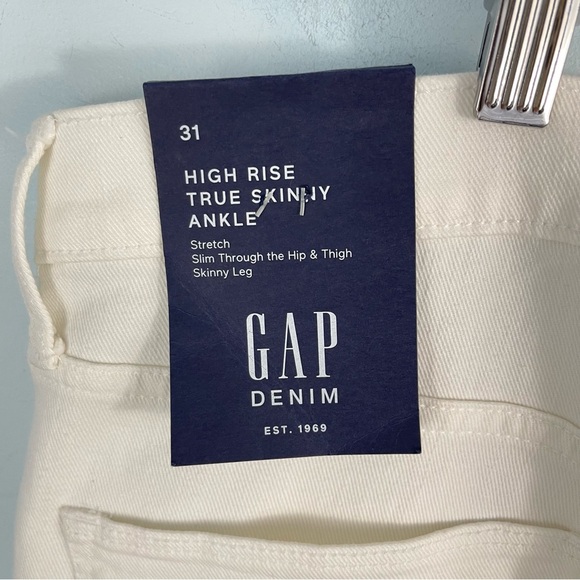 31
HIGH RISE
TRUE SKINNY
ANKLE
Stretch
Slim Through the Hip & Thigh
Skinny Leg
GAP
DENIM
EST. 1969